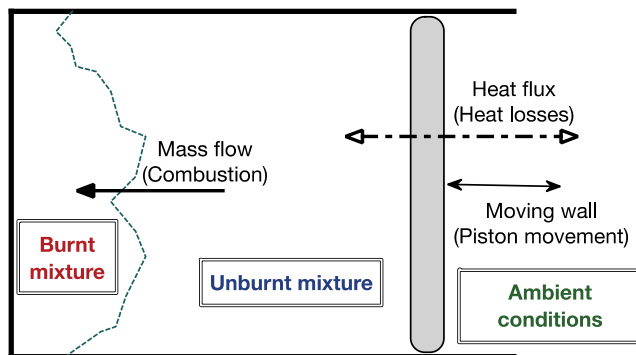 Heat flux
(Heat losses)
Mass flow
(Combustion)
Moving wall
(Piston movement)
Burnt
mixture
Unburnt mixture
Ambient
conditions